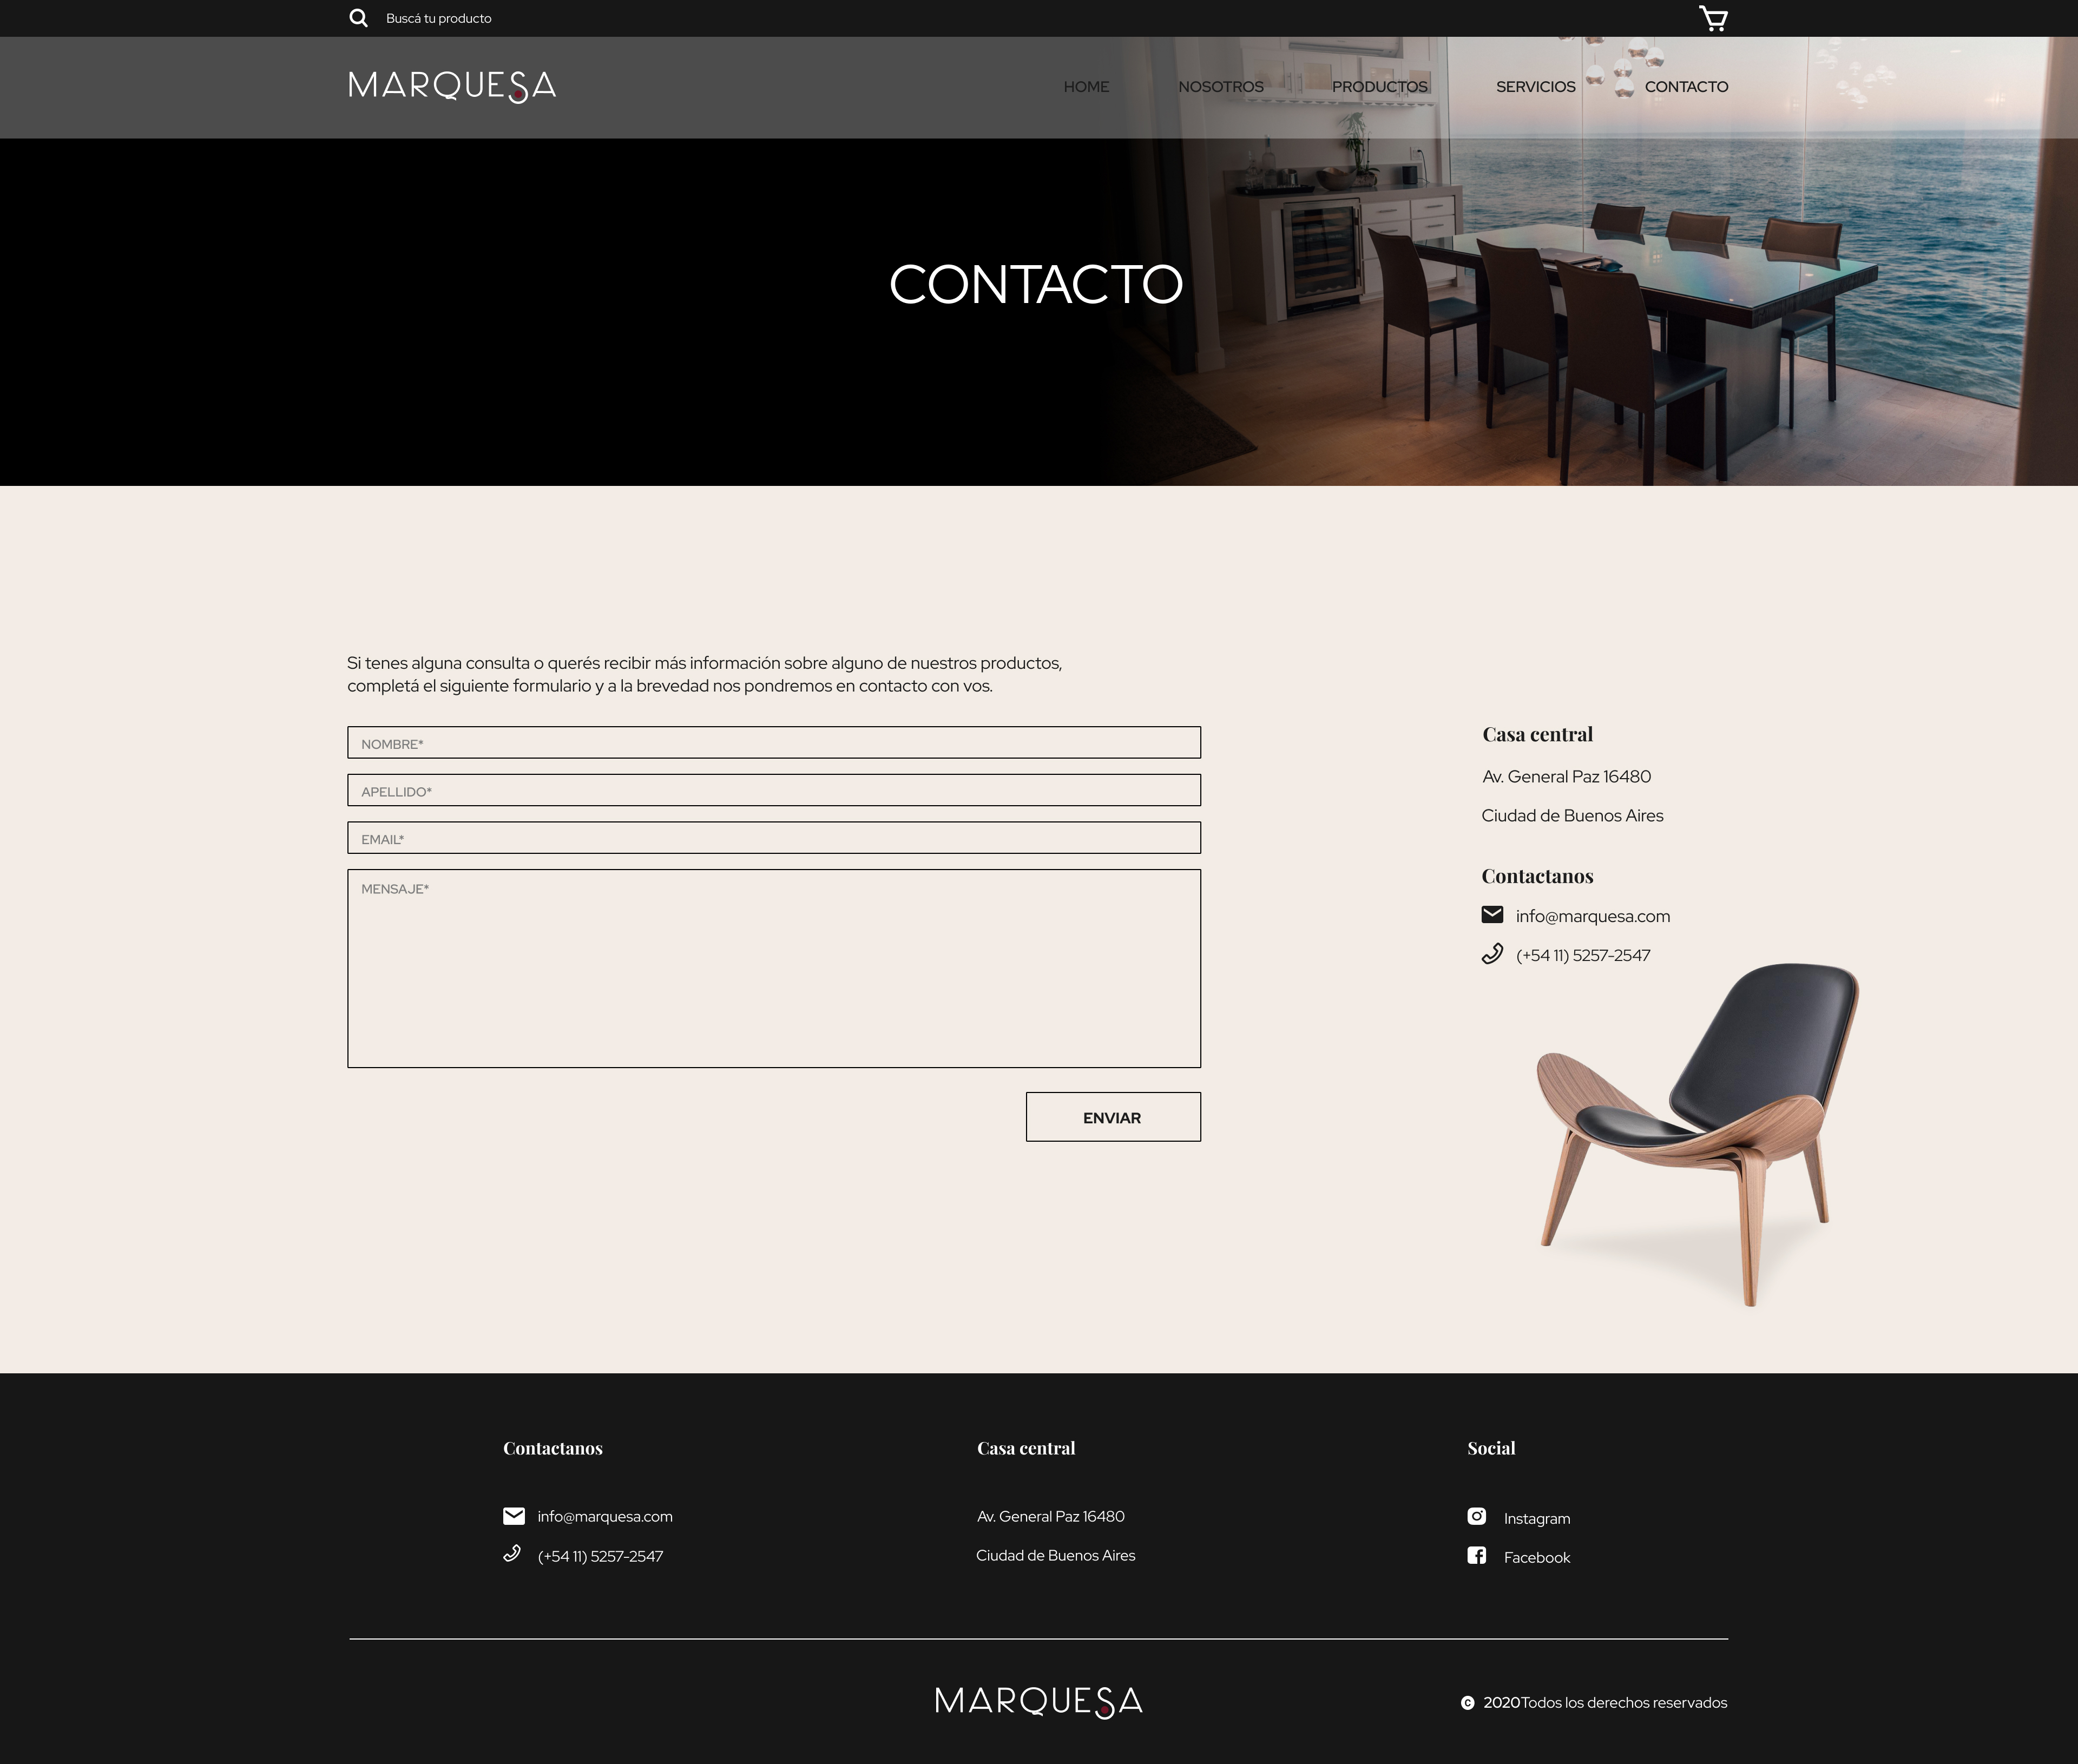 Buscá tu producto
MARQUESA
HOME NOSOTROS PRODUCTOS SERVICIOS CONTACTO
CONTACTO
Si tenes alguna consulta o querés recibir más información sobre alguno de nuestros productos,
completá el siguiente formulario y a la brevedad nos pondremos en contacto con vos.
NOMBRE*
APELLIDO*
EMAIL*
MENSAJE*
ENVIAR
Casa central
Av. General Paz 16480
Ciudad de Buenos Aires
Contactanos
info@marquesa.com
(+54 11) 5257-2547
Contactanos
info@marquesa.com
(+54 11) 5257-2547
Casa central
Av. General Paz 16480
Ciudad de Buenos Aires
Social
Instagram
Facebook
MARQUESA
© 2020Todos los derechos reservados